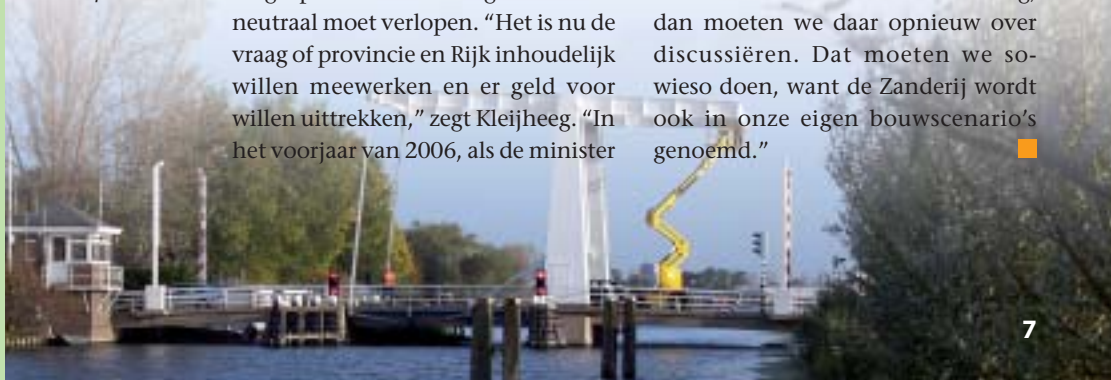 neutraal moet verlopen. “Het is nu de
vraag of provincie en Rijk inhoudelijk
willen meewerken en er geld voor
willen uittrekken,” zegt Kleijheeg. “In
het voorjaar van 2006, als de minister
dan moeten we daar opnieuw over
discussiëren. Dat moeten we so-
wieso doen, want de Zanderij wordt
ook in onze eigen bouwscenario’s
genoemd.”
7